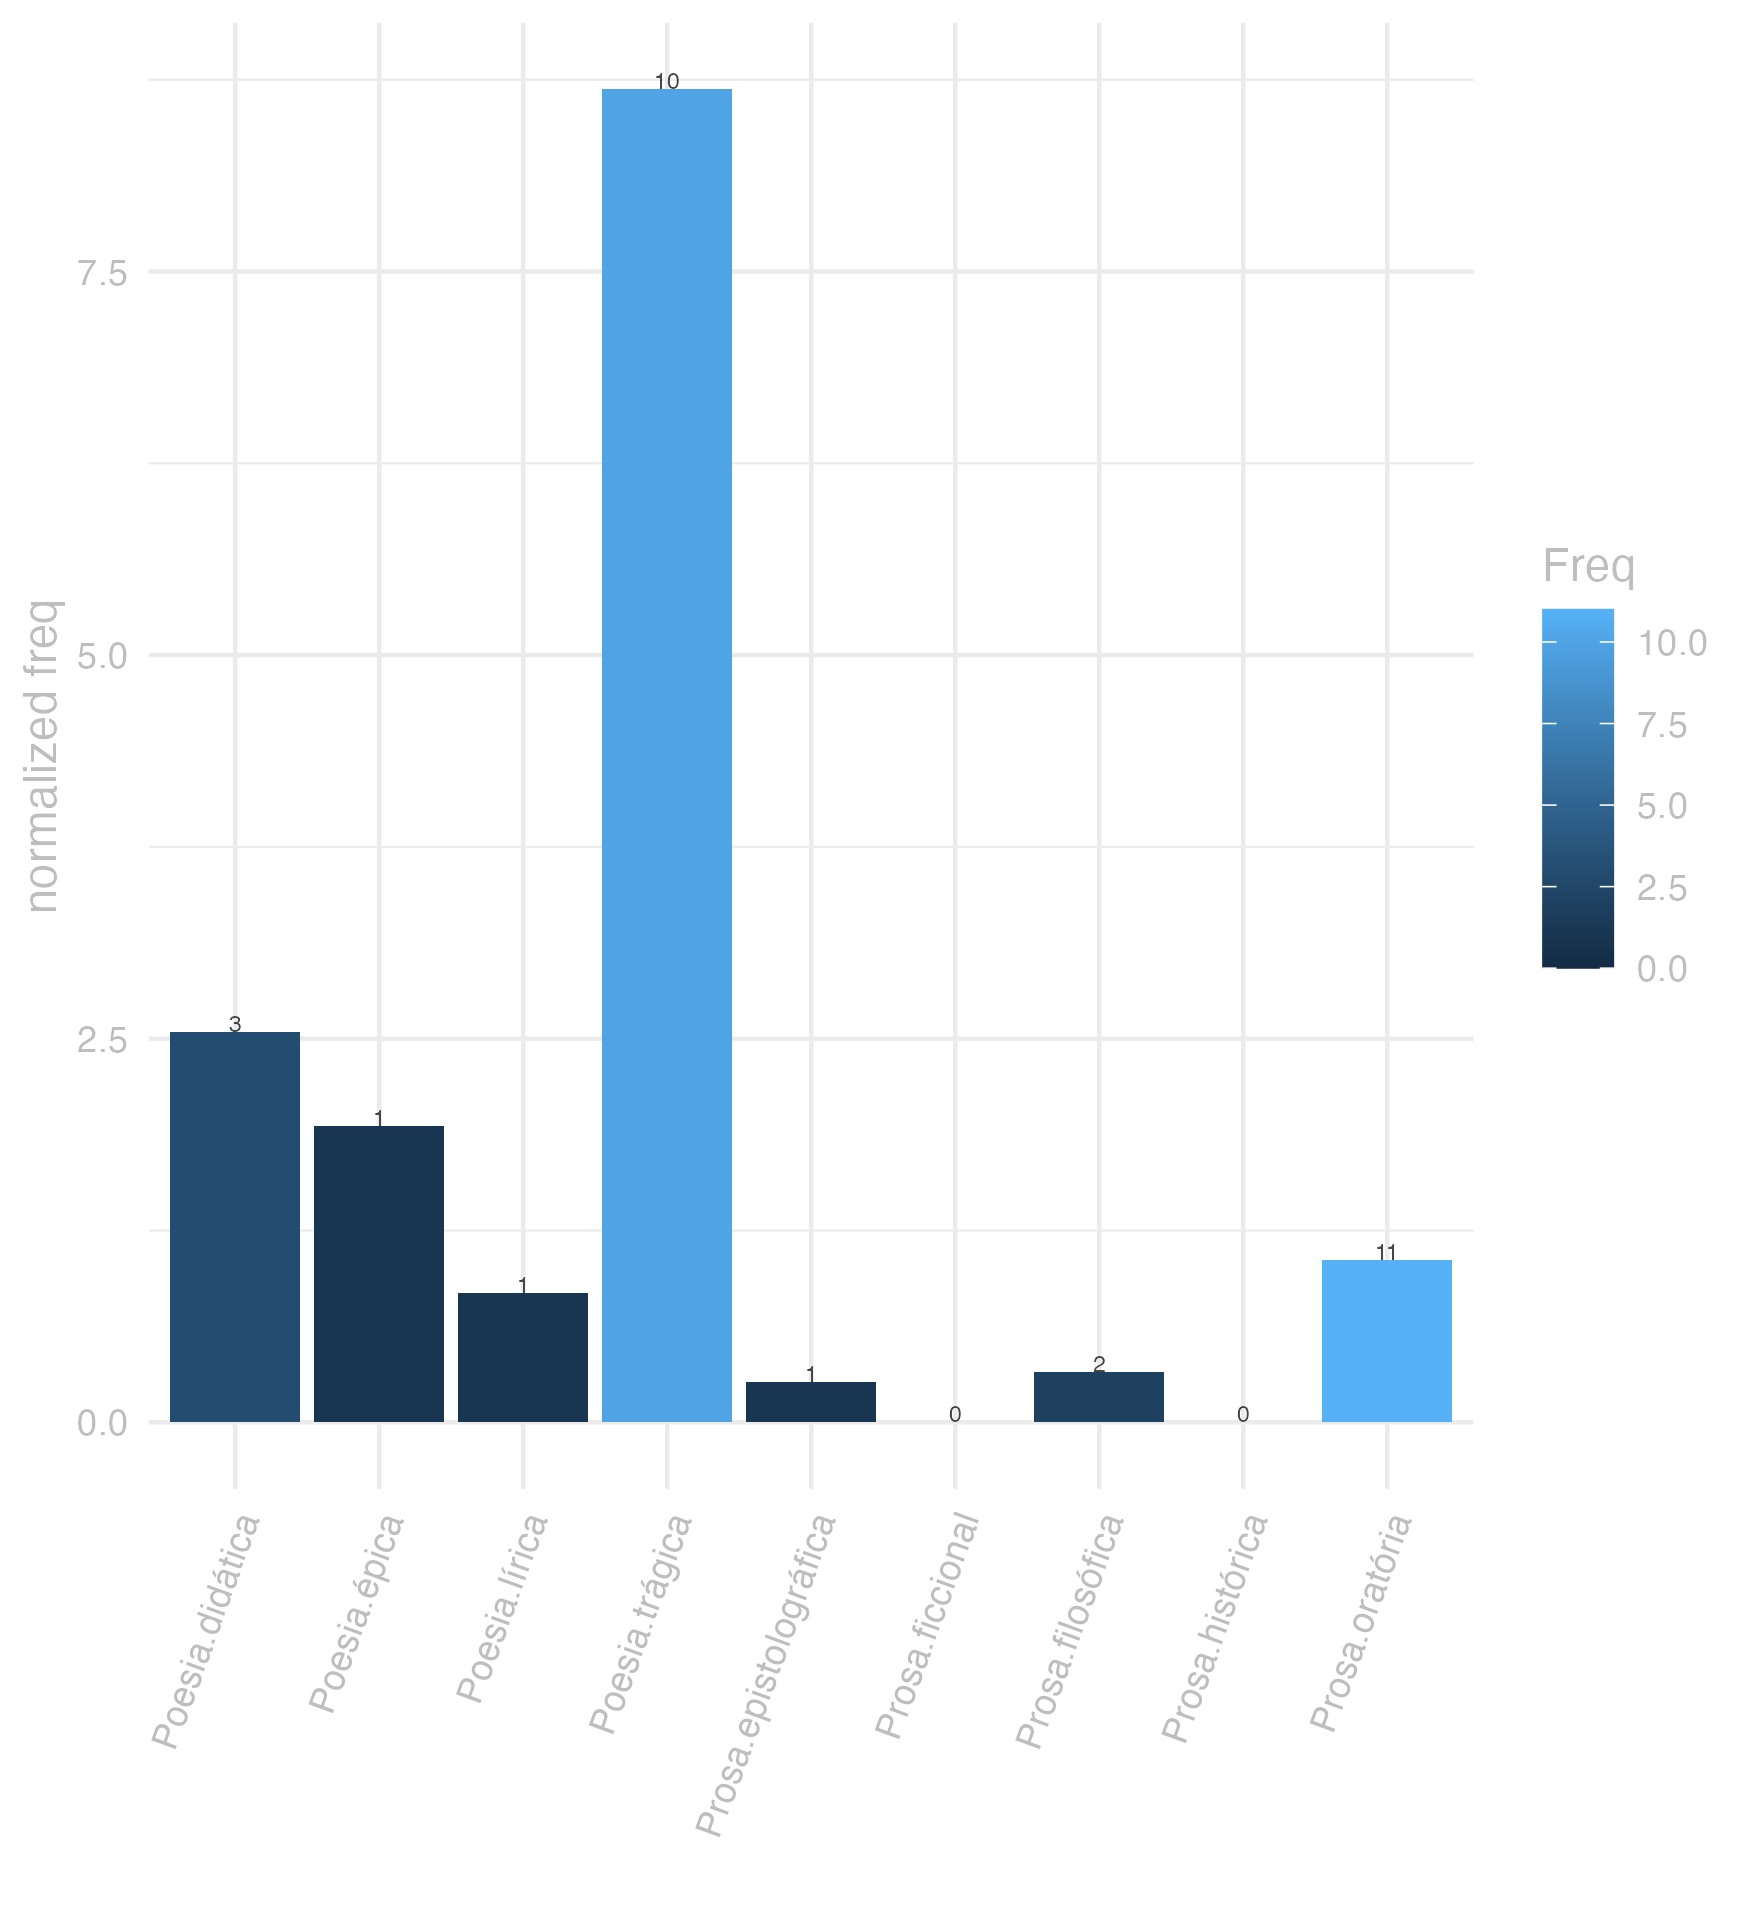 normalized freq
7.5
5.0
2.5
0.0
3
1
1
10
1
0
2
0
11
Poesia.didática
Poesia.épica
Poesia.lírica
Poesia.trágica
Prosa.epistolográfica
Prosa.ficcional
Prosa.filosófica
Prosa.histórica
Prosa.oratória
Freq
10.0
7.5
5.0
2.5
0.0